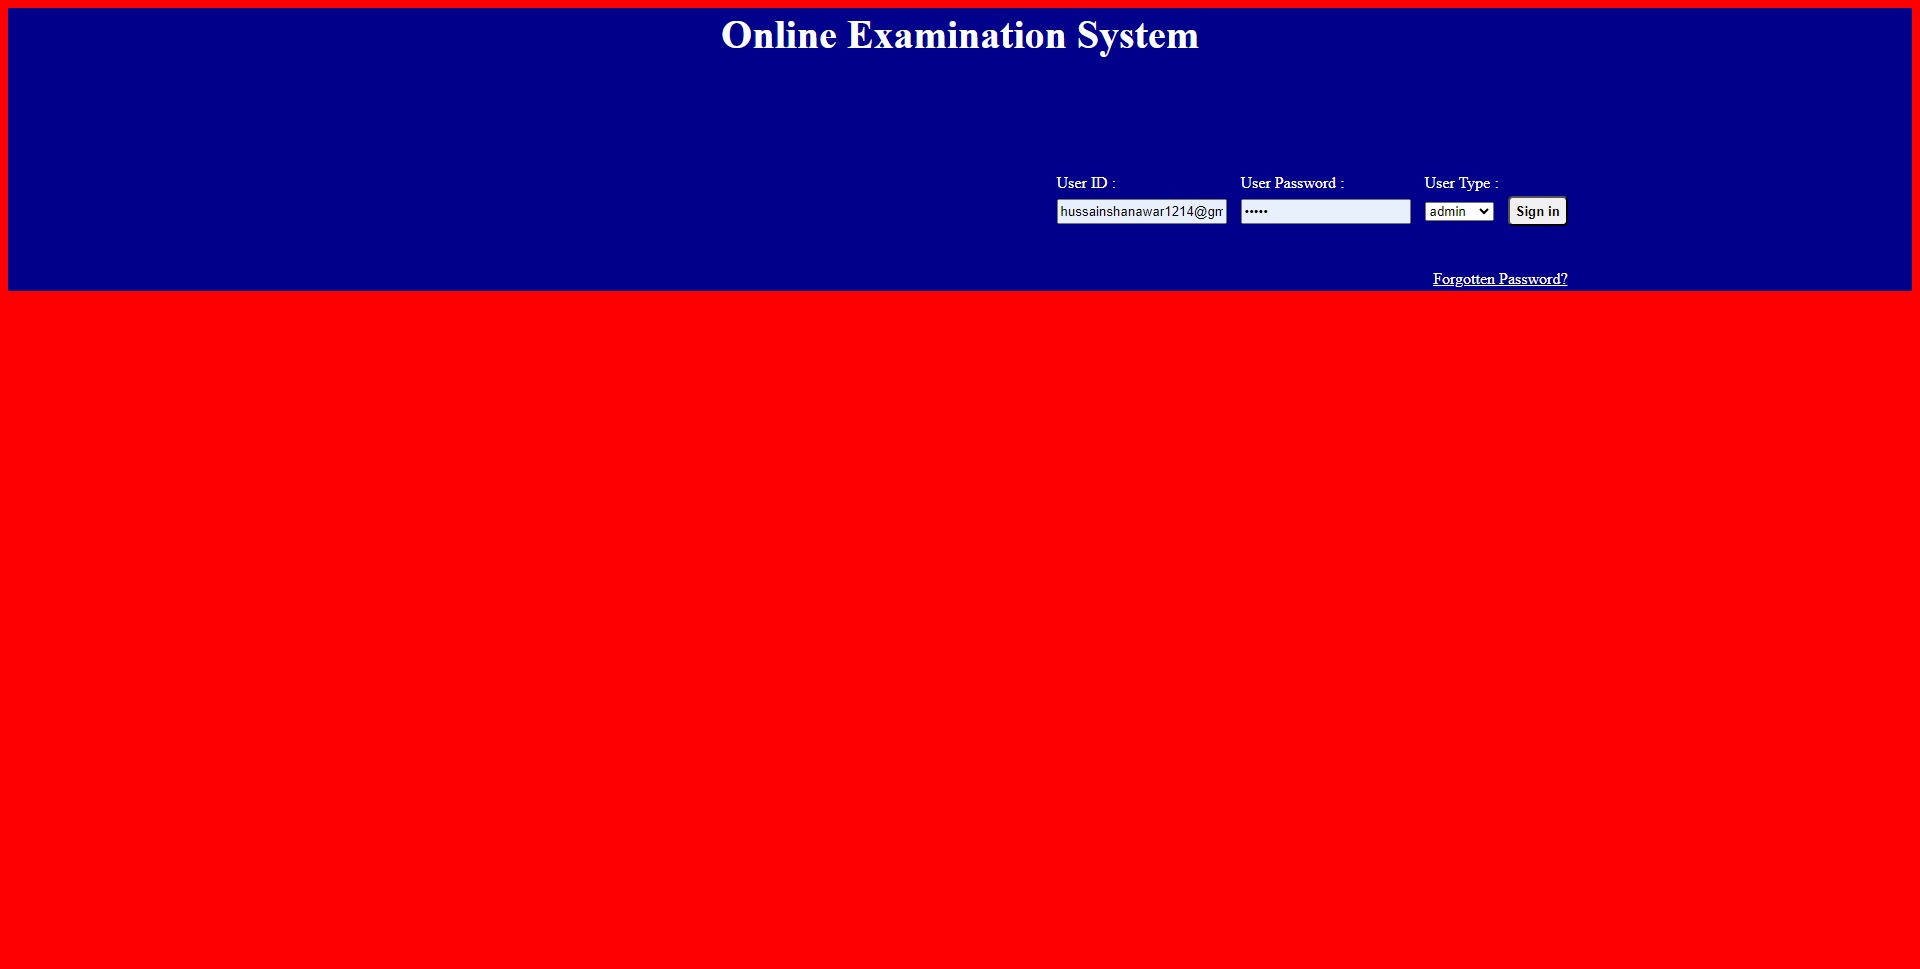 Online Examination System
User ID : User Password : User Type :
hussainshanawar1214@gm ••••• admin Sign in
Forgotten Password?